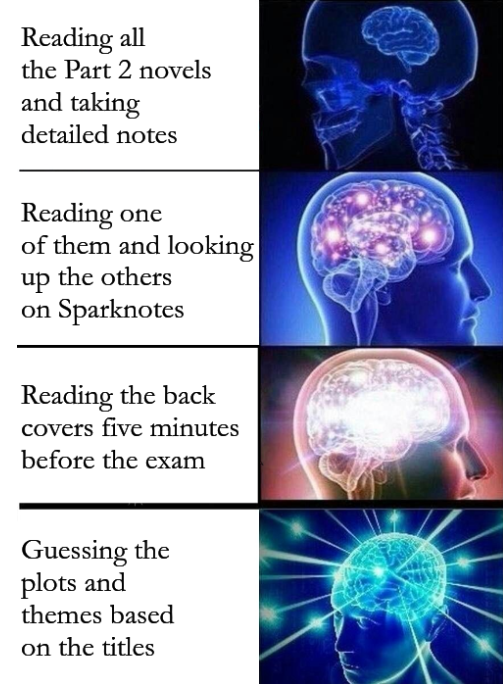 Reading all
the Part 2 novels
and taking
detailed notes
Reading one
of them and looking
up the others
on Sparknotes
Reading the back
covers five minutes
before the exam
Guessing the
plots and
themes based
on the titles